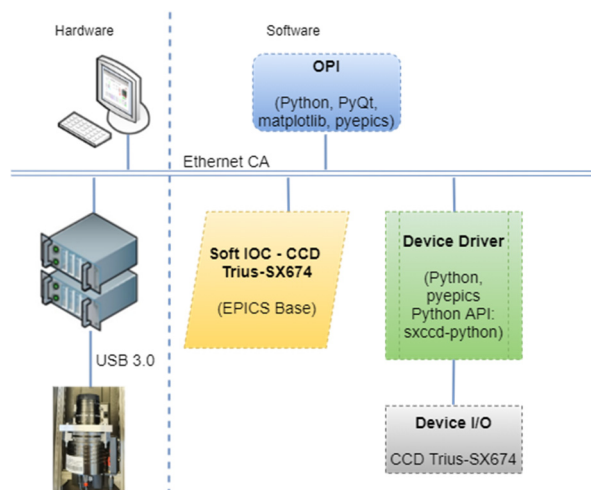 Hardware
Software
OPI
(Python, PyQt,
matplotlib, pyepics)
Ethernet CA
Soft IOC - CCD
Trius-SX674
(EPICS Base)
Device Driver
(Python,
pyepics
Python API:
sxccd-python)
USB 3.0
Device I/O
CCD Trius-SX674